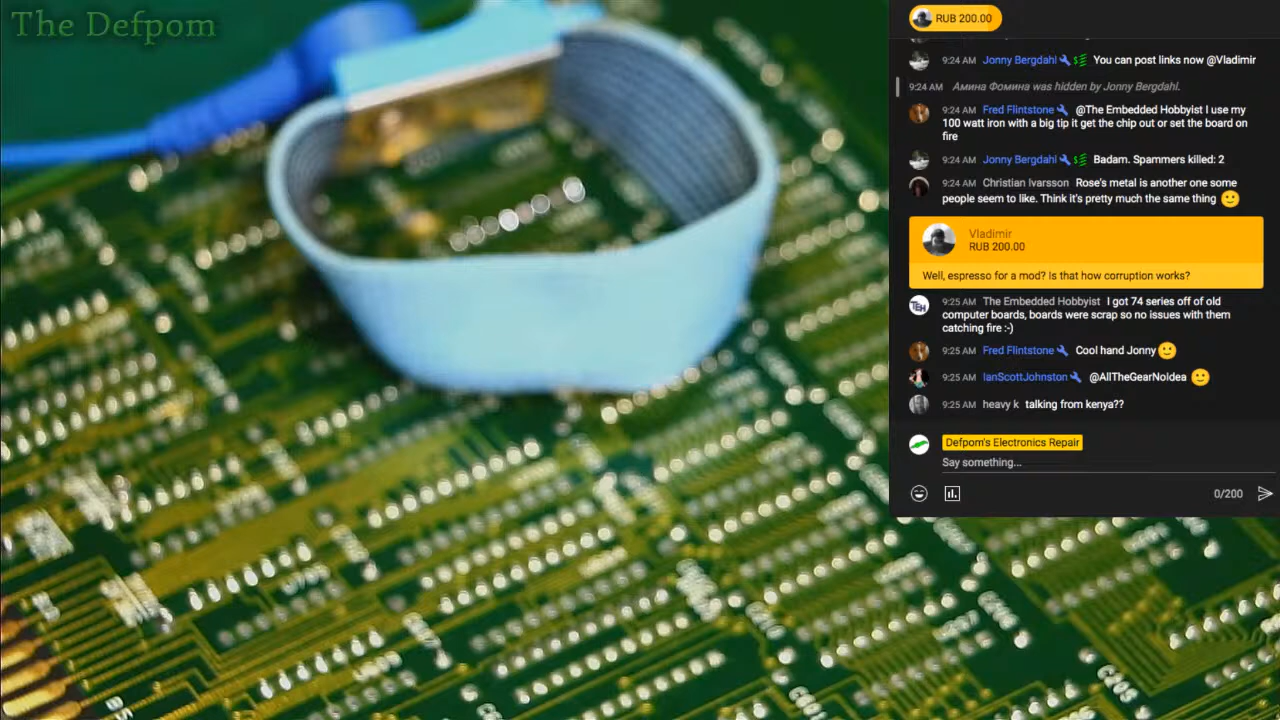 The Defpom
RUB 200.00
9:24 AM Jonny Bergdahl You can post links now @Vladimir
9:24 AM Амина Фомина was hidden by Jonny Bergdahl.
9:24 AM Fred Flintstone @The Embedded Hobbyist I use my
100 watt iron with a big tip it get the chip out or set the board on
fire
9:24 AM Jonny Bergdahl Badam. Spammers killed: 2
9:24 AM Christian Ivarsson Rose's metal is another one some
people seem to like. Think it's pretty much the same thing
Vladimir
RUB 200.00
Well, espresso for a mod? Is that how corruption works?
TEH
9:25 AM The Embedded Hobbyist I got 74 series off of old
computer boards, boards were scrap so no issues with them
catching fire :-)
9:25 AM Fred Flintstone Cool hand Jonny
9:25 AM IanScottJohnston @AllTheGearNoIdea
9:25 AM heavy k talking from kenya??
Defpom's Electronics Repair
Say something...
0/200